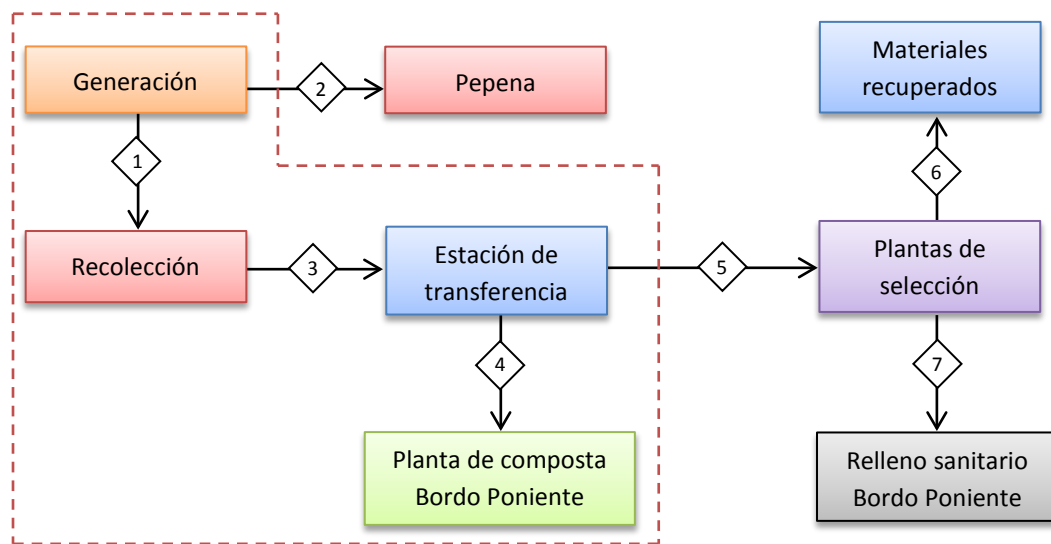 Generación
2
Pepena
Materiales
recuperados
1
6
Recolección
3
Estación de
transferencia
5
Plantas de
selección
4
7
Planta de composta
Bordo Poniente
Relleno sanitario
Bordo Poniente